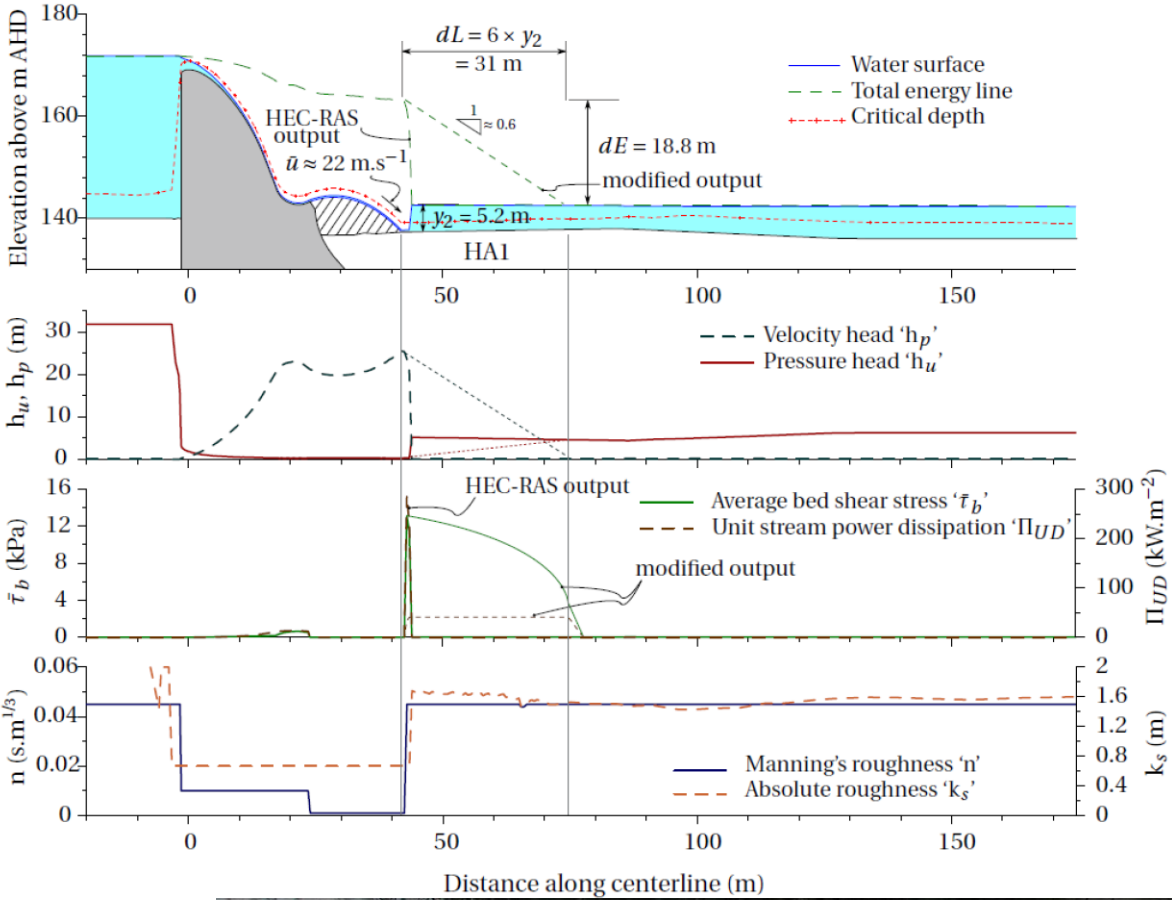 180
160
140
Elevation above m AHD
dL = 6 × y₂
= 31 m
HEC-RAS
output
ū ≈ 22 m.s⁻¹
1
≈ 0.6
dE = 18.8 m
modified output
y₂ = 5.2 m
HA1
Water surface
Total energy line
Critical depth
0
50
100
150
30
20
10
0
hᵤ, hₚ (m)
Velocity head ‘hₚ’
Pressure head ‘hᵤ’
16
12
8
4
0
τ̄_b (kPa)
HEC-RAS output
modified output
Average bed shear stress ‘τ̄_b’
Unit stream power dissipation ‘Π_UD’
300
200
100
0
Π_UD (kW.m⁻²)
0.06
0.04
0.02
0
n (s.m¹ᐟ³)
Manning's roughness ‘n’
Absolute roughness ‘kₛ’
2
1.6
1.2
0.8
0.4
0
kₛ (m)
0
50
100
150
Distance along centerline (m)